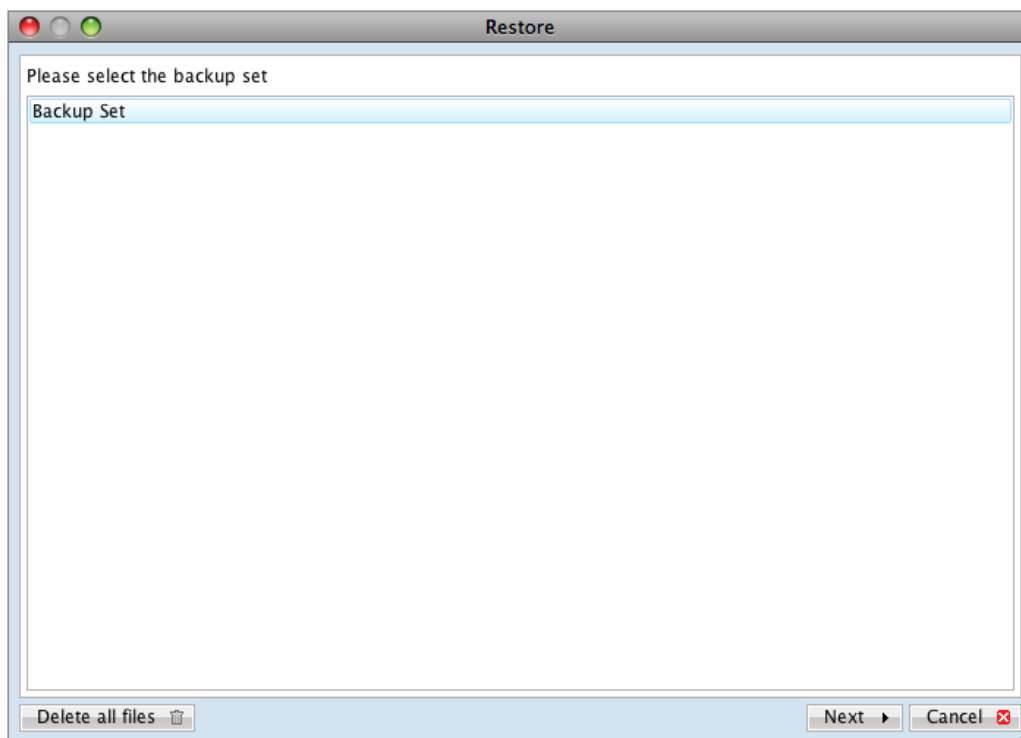 Restore
Please select the backup set
Backup Set
Delete all files
Next
Cancel